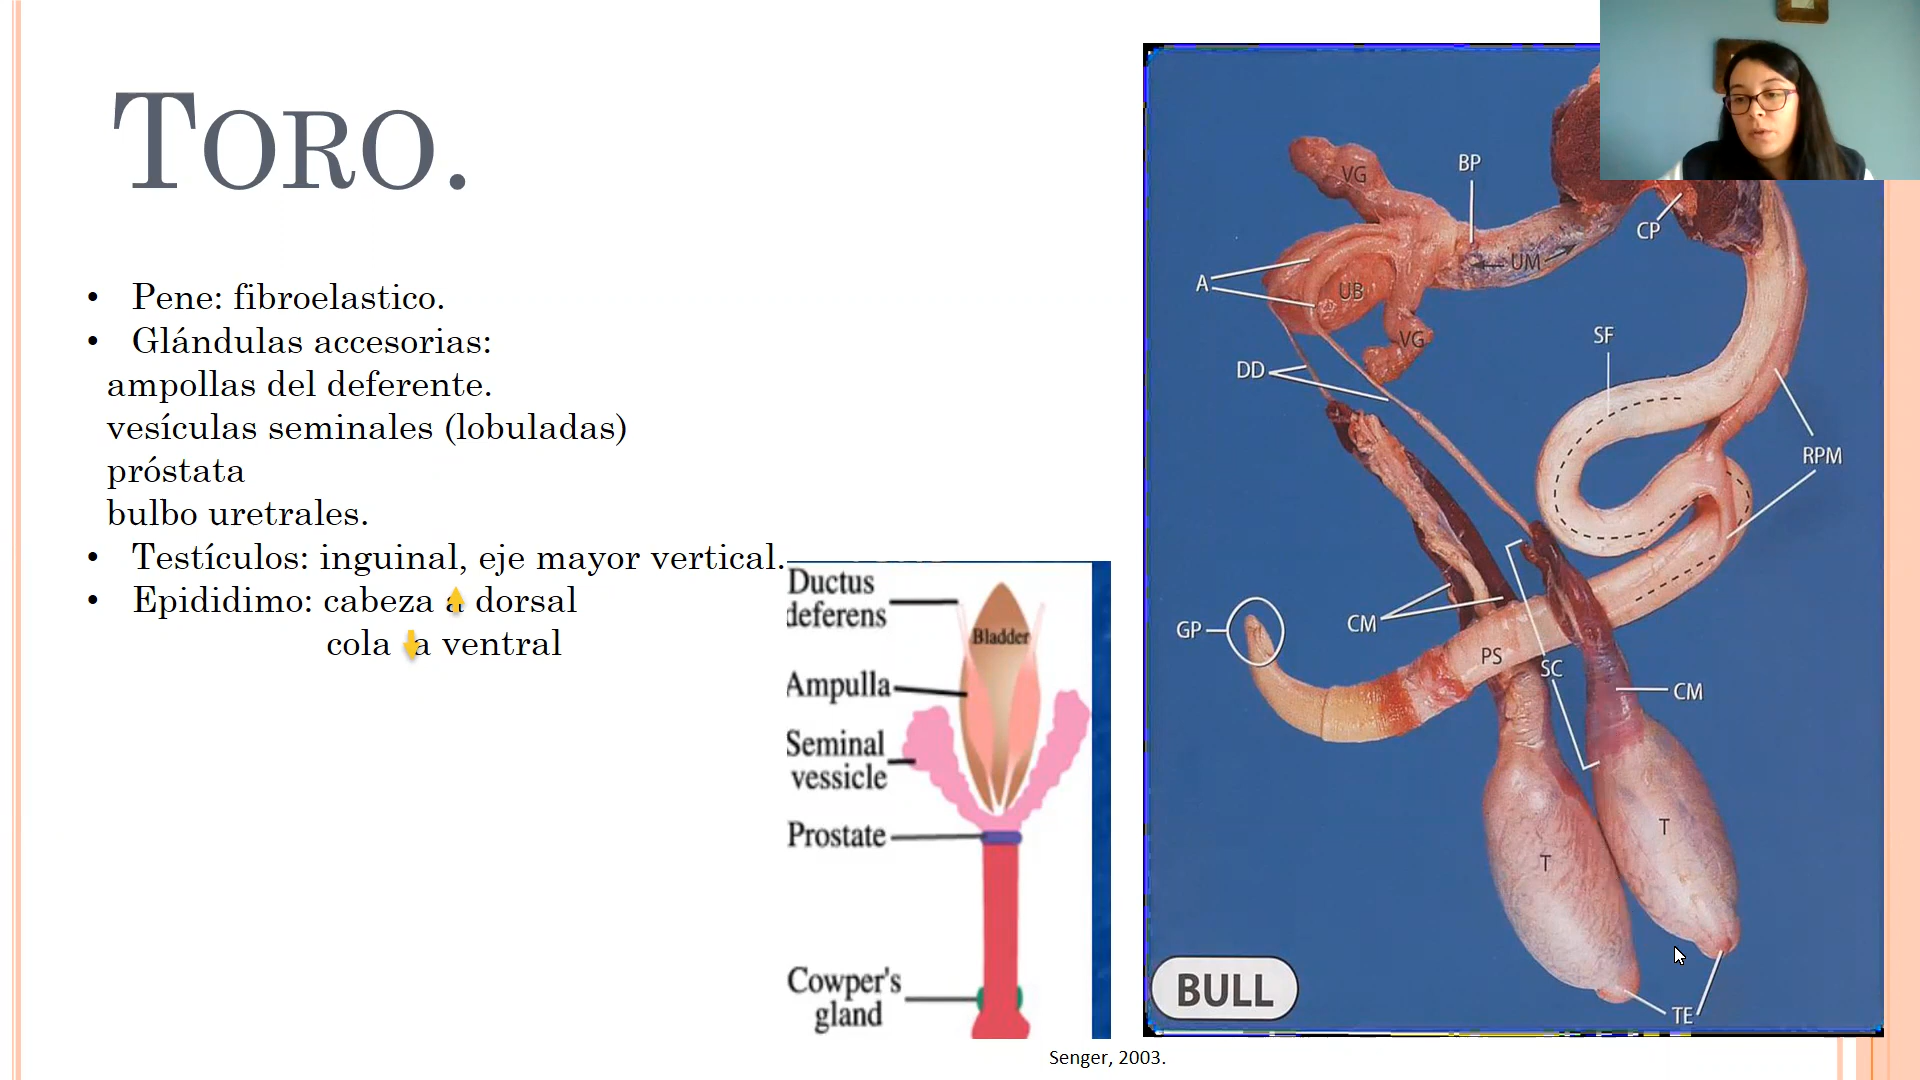 TORO.
• Pene: fibroelastico.
• Glándulas accesorias:
ampollas del deferente.
vesículas seminales (lobuladas)
próstata
bulbo uretrales.
• Testículos: inguinal, eje mayor vertical.
• Epididimo: cabeza a dorsal
cola a ventral
Ductus
deferens
Bladder
Ampulla
Seminal
vessicle
Prostate
Cowper's
gland
VG
BP
CP
UM
A
UB
VG
SF
DD
RPM
GP
CM
PS
SC
CM
T
T
TE
BULL
Senger, 2003.